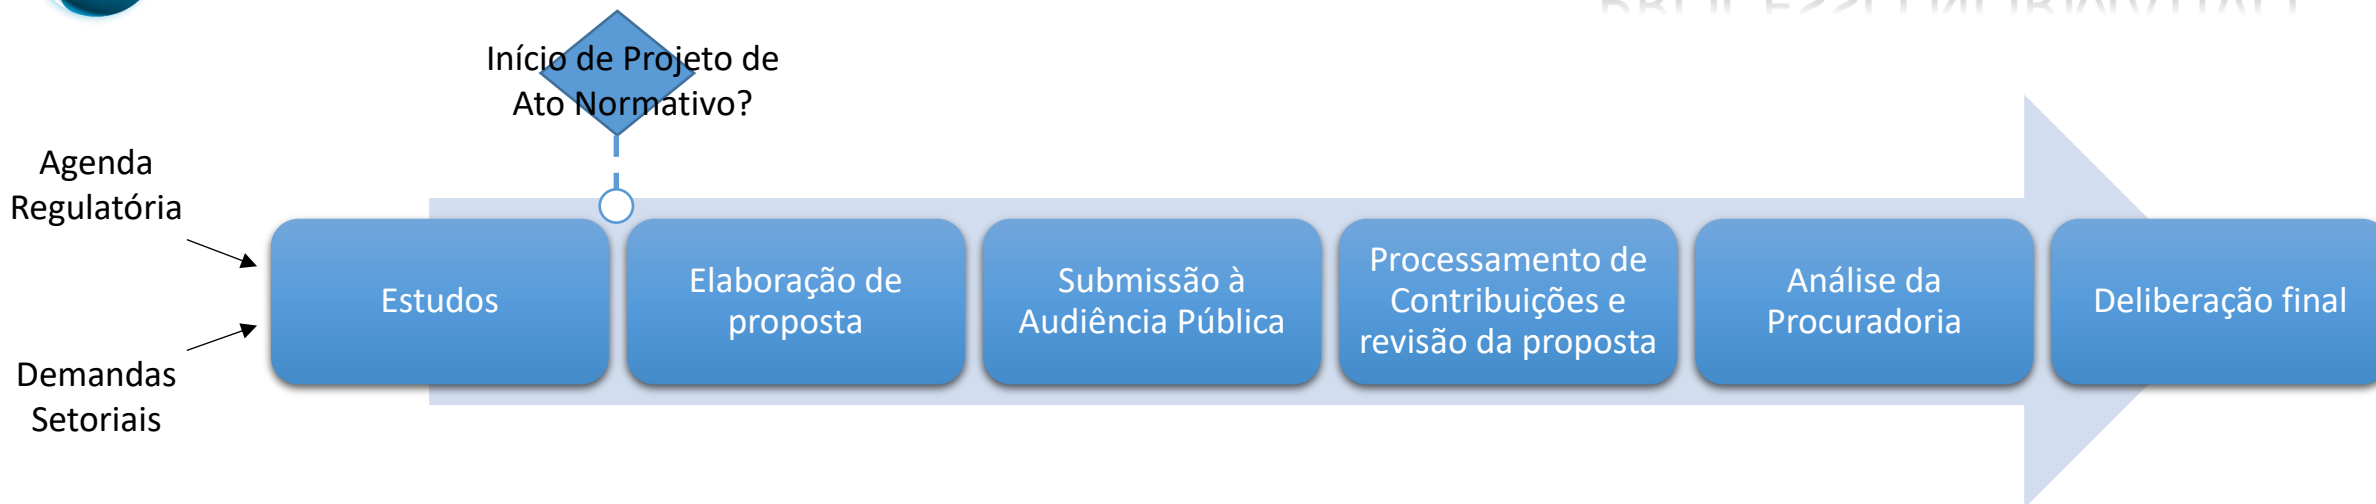 Início de Projeto de
Ato Normativo?
Agenda
Regulatória
Demandas
Setoriais
Estudos
Elaboração de
proposta
Submissão à
Audiência Pública
Processamento de
Contribuições e
revisão da proposta
Análise da
Procuradoria
Deliberação final